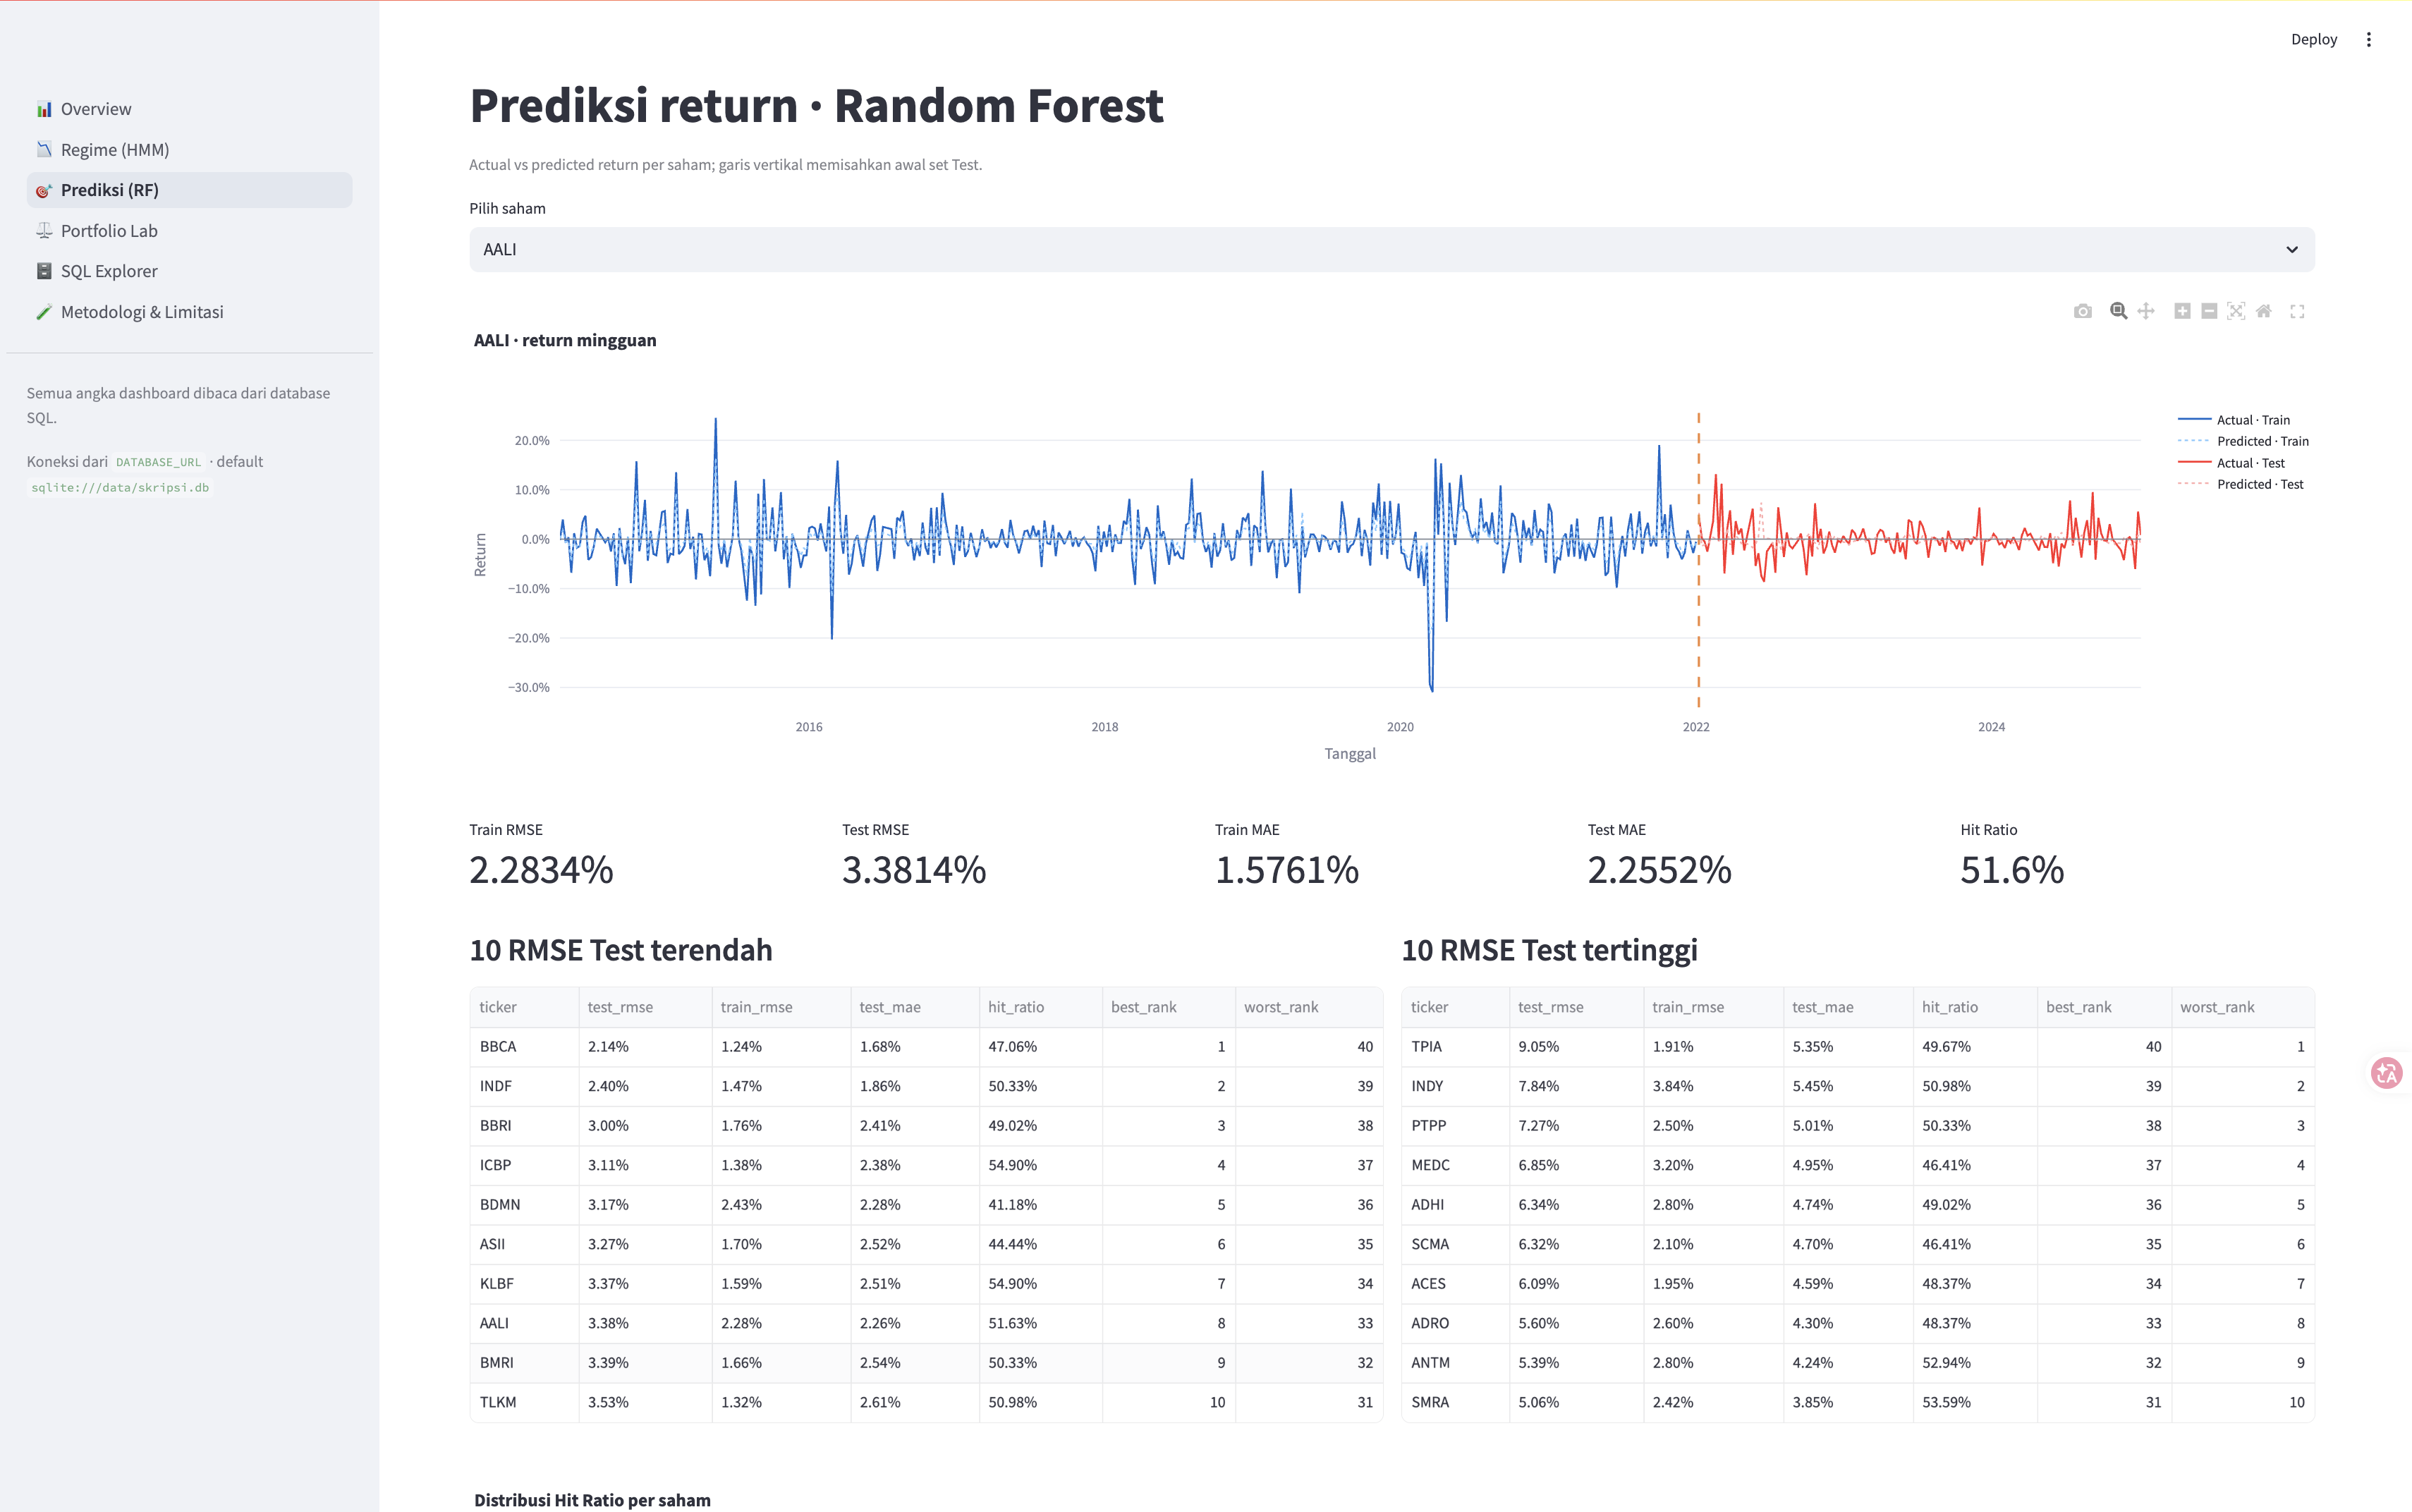 Deploy
Overview
Regime (HMM)
Prediksi (RF)
Portfolio Lab
SQL Explorer
Metodologi & Limitasi
Semua angka dashboard dibaca dari database
SQL.
Koneksi dari DATABASE_URL · default
sqlite:///data/skripsi.db
Prediksi return · Random Forest
Actual vs predicted return per saham; garis vertikal memisahkan awal set Test.
Pilih saham
AALI
AALI · return mingguan
20.0%
10.0%
0.0%
−10.0%
−20.0%
−30.0%
Return
2016 2018 2020 2022 2024
Tanggal
Actual · Train
Predicted · Train
Actual · Test
Predicted · Test
Train RMSE Test RMSE Train MAE Test MAE Hit Ratio
2.2834% 3.3814% 1.5761% 2.2552% 51.6%
10 RMSE Test terendah
ticker test_rmse train_rmse test_mae hit_ratio best_rank worst_rank
BBCA 2.14% 1.24% 1.68% 47.06% 1 40
INDF 2.40% 1.47% 1.86% 50.33% 2 39
BBRI 3.00% 1.76% 2.41% 49.02% 3 38
ICBP 3.11% 1.38% 2.38% 54.90% 4 37
BDMN 3.17% 2.43% 2.28% 41.18% 5 36
ASII 3.27% 1.70% 2.52% 44.44% 6 35
KLBF 3.37% 1.59% 2.51% 54.90% 7 34
AALI 3.38% 2.28% 2.26% 51.63% 8 33
BMRI 3.39% 1.66% 2.54% 50.33% 9 32
TLKM 3.53% 1.32% 2.61% 50.98% 10 31
10 RMSE Test tertinggi
ticker test_rmse train_rmse test_mae hit_ratio best_rank worst_rank
TPIA 9.05% 1.91% 5.35% 49.67% 40 1
INDY 7.84% 3.84% 5.45% 50.98% 39 2
PTPP 7.27% 2.50% 5.01% 50.33% 38 3
MEDC 6.85% 3.20% 4.95% 46.41% 37 4
ADHI 6.34% 2.80% 4.74% 49.02% 36 5
SCMA 6.32% 2.10% 4.70% 46.41% 35 6
ACES 6.09% 1.95% 4.59% 48.37% 34 7
ADRO 5.60% 2.60% 4.30% 48.37% 33 8
ANTM 5.39% 2.80% 4.24% 52.94% 32 9
SMRA 5.06% 2.42% 3.85% 53.59% 31 10
Distribusi Hit Ratio per saham